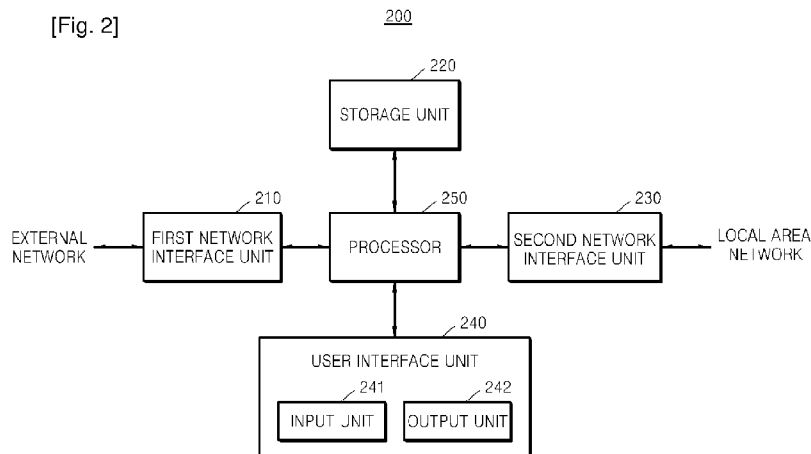 [Fig. 2]
200
220
STORAGE UNIT
210
250
230
EXTERNAL
NETWORK
FIRST NETWORK
INTERFACE UNIT
PROCESSOR
SECOND NETWORK
INTERFACE UNIT
LOCAL AREA
NETWORK
240
USER INTERFACE UNIT
241
242
INPUT UNIT
OUTPUT UNIT